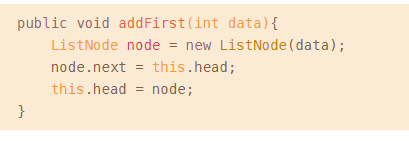 public void addFirst(int data){
    ListNode node = new ListNode(data);
    node.next = this.head;
    this.head = node;
}